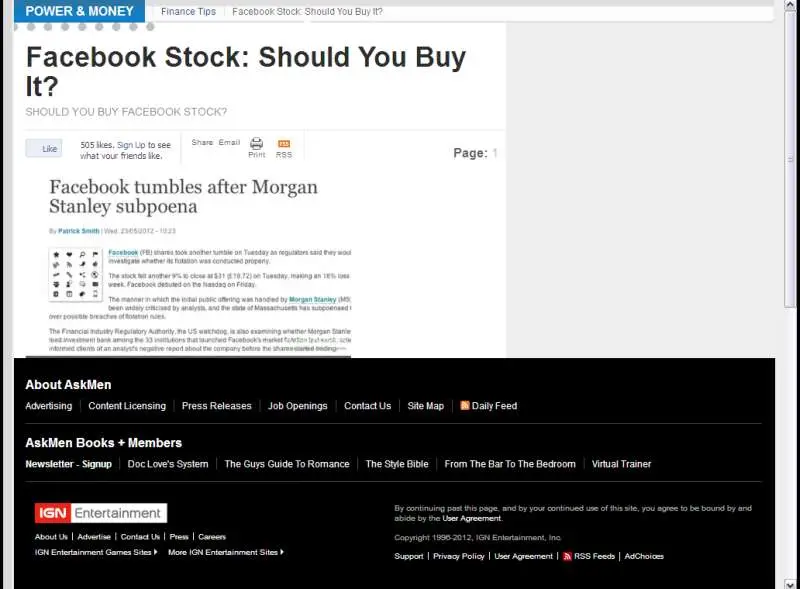 POWER & MONEY Finance Tips Facebook Stock: Should You Buy It?
Facebook Stock: Should You Buy
It?
SHOULD YOU BUY FACEBOOK STOCK?
Like 505 likes. Sign Up to see
what your friends like.
Share Email Print RSS
Page: 1
Facebook tumbles after Morgan
Stanley subpoena
By Patrick Smith | Wed, 23/05/2012 - 10:23
Facebook (FB) shares took another tumble on Tuesday as regulators said they wou
investigate whether its flotation was conducted properly.
The stock fell another 9% to close at $31 (£19.72) on Tuesday, making an 18% loss
week. Facebook debuted on the Nasdaq on Friday.
The manner in which the initial public offering was handled by Morgan Stanley (MS
been widely criticised by analysts, and the state of Massachusetts has subpoenaed
over possible breaches of flotation rules.
The Financial Industry Regulatory Authority, the US watchdog, is also examining whether Morgan Stanle
lead investment bank among the 33 institutions that launched Facebook's market
informed clients of an analyst's negative report about the company before the shares started trading
About AskMen
Advertising Content Licensing Press Releases Job Openings Contact Us Site Map Daily Feed
AskMen Books + Members
Newsletter - Signup Doc Love's System The Guys Guide To Romance The Style Bible From The Bar To The Bedroom Virtual Trainer
IGN Entertainment
About Us | Advertise | Contact Us | Press | Careers
IGN Entertainment Games Sites More IGN Entertainment Sites
By continuing past this page, and by your continued use of this site, you agree to be bound by and
abide by the User Agreement.
Copyright 1996-2012, IGN Entertainment, Inc.
Support | Privacy Policy | User Agreement | RSS Feeds | AdChoices